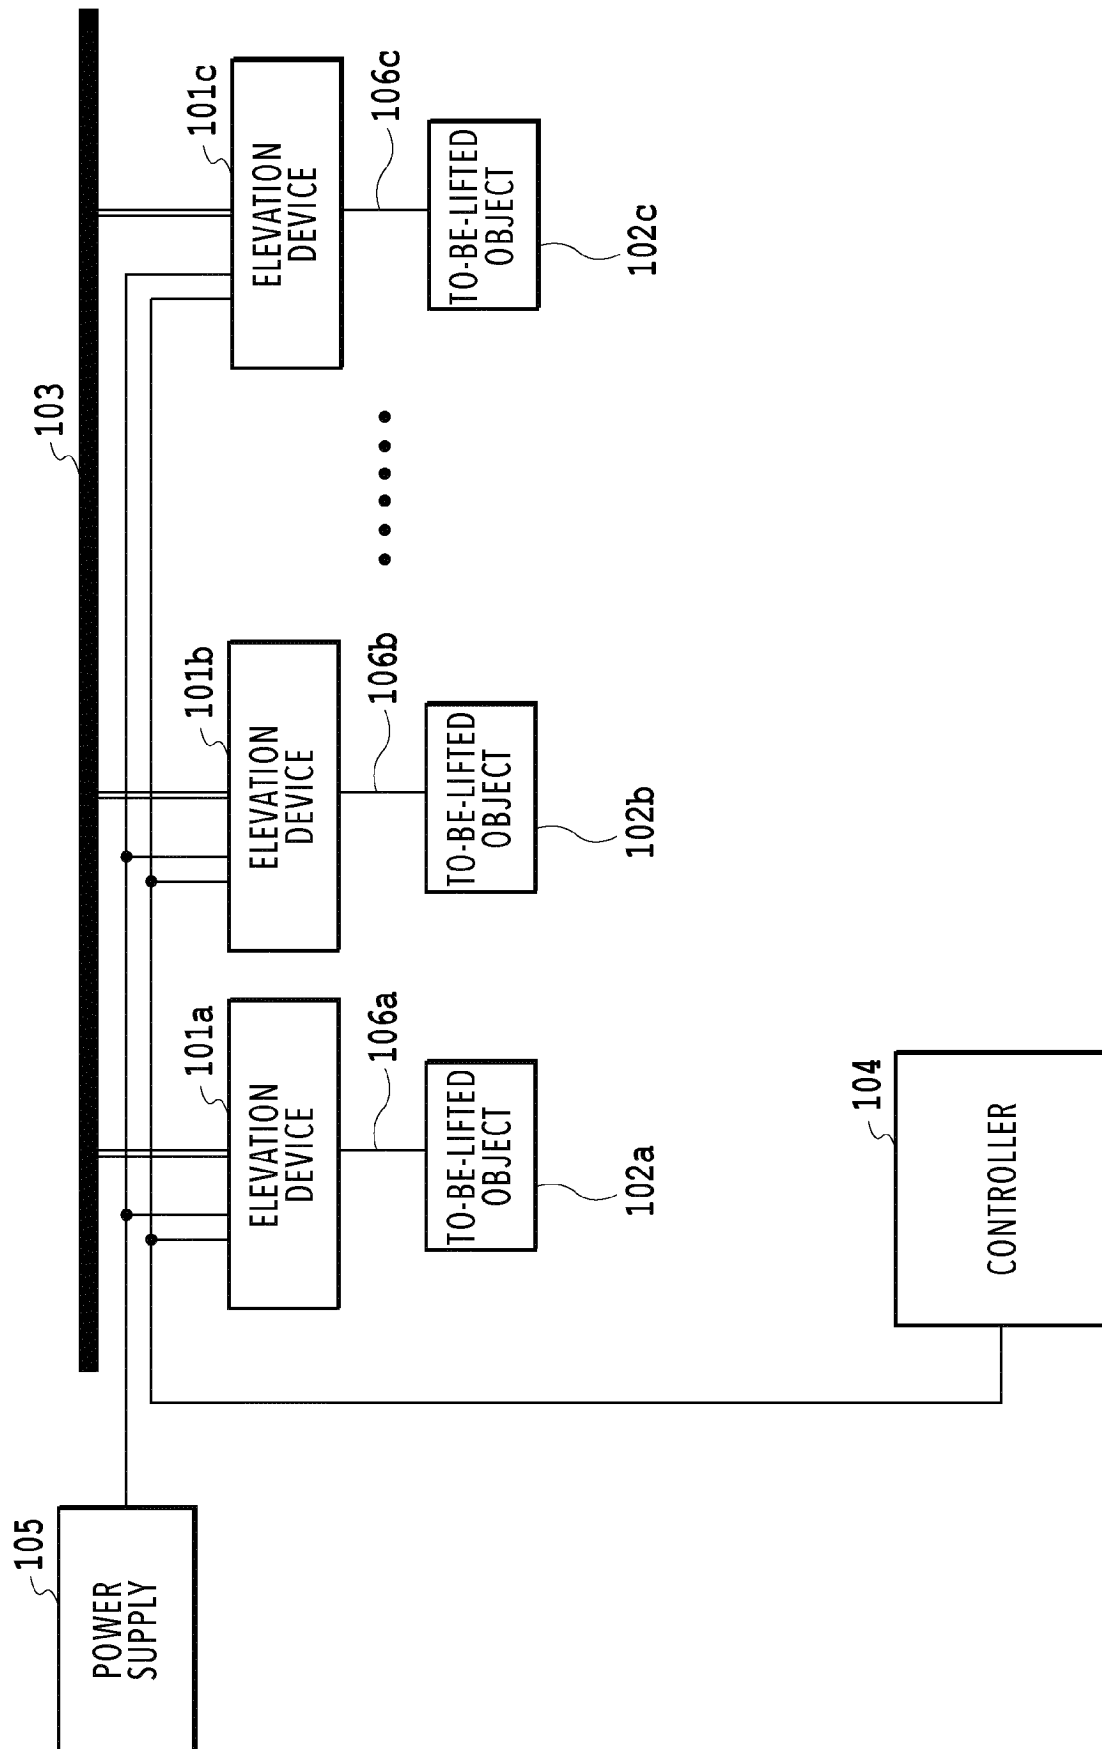 103
105
POWER
SUPPLY
101a
ELEVATION
DEVICE
106a
TO-BE-LIFTED
OBJECT
102a
101b
ELEVATION
DEVICE
106b
TO-BE-LIFTED
OBJECT
102b
101c
ELEVATION
DEVICE
106c
TO-BE-LIFTED
OBJECT
102c
104
CONTROLLER